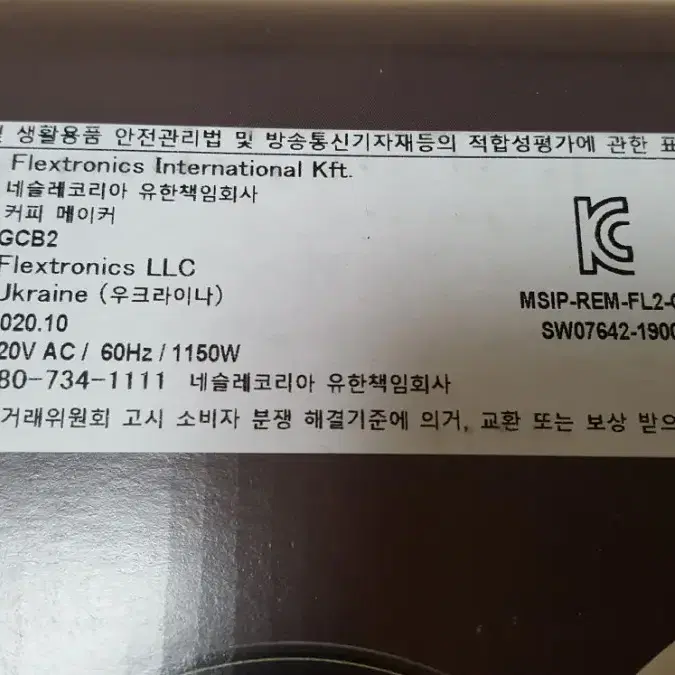 및 생활용품 안전관리법 및 방송통신기자재등의 적합성평가에 관한 표
Flextronics International Kft.
네슬레코리아 유한책임회사
커피 메이커
GCB2
Flextronics LLC
Ukraine (우크라이나)
020.10
20V AC / 60Hz / 1150W
80-734-1111 네슬레코리아 유한책임회사
거래위원회 고시 소비자 분쟁 해결기준에 의거, 교환 또는 보상 받으
KC
MSIP-REM-FL2-
SW07642-1900